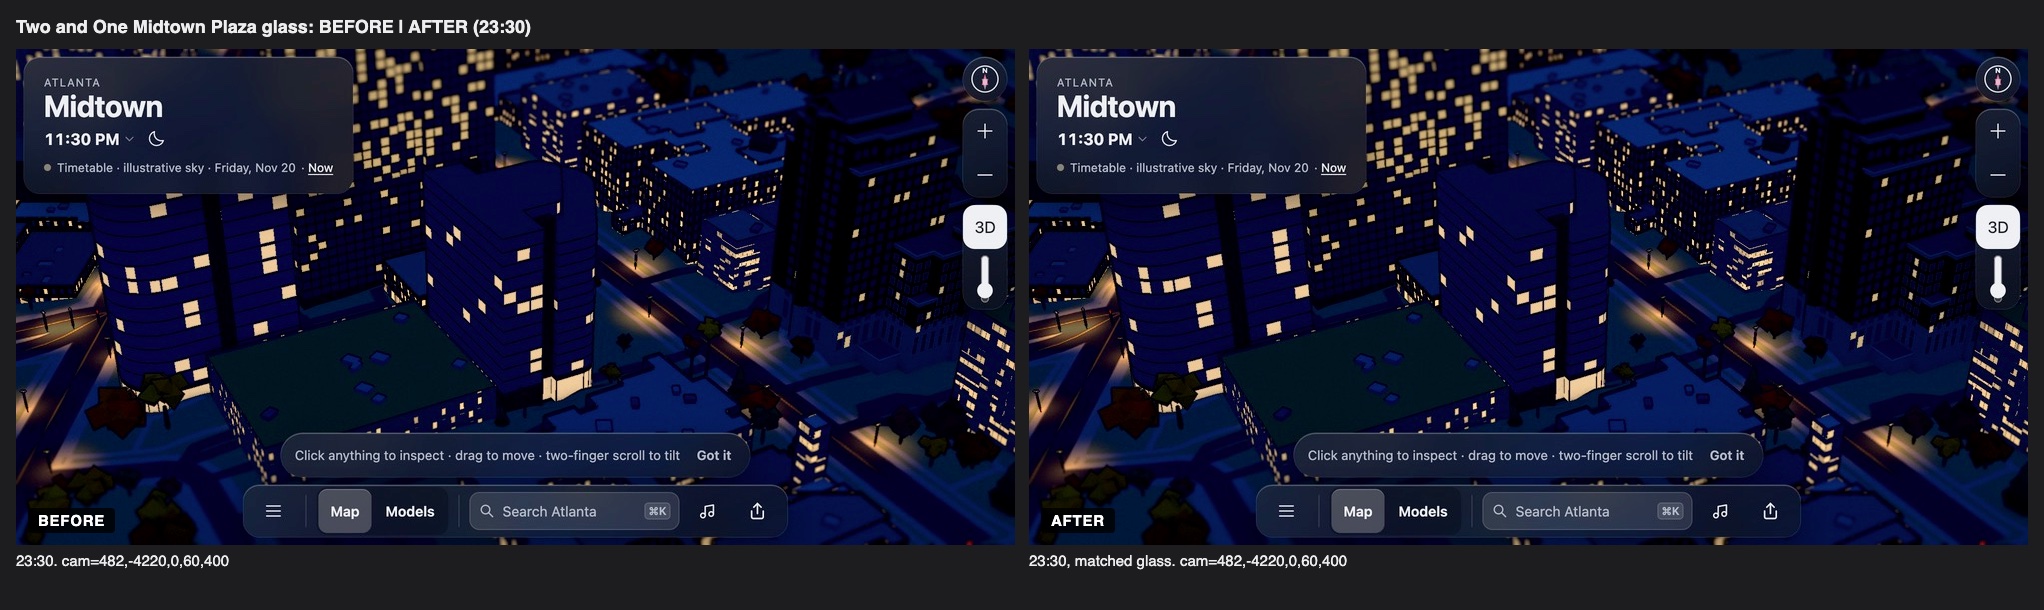 Two and One Midtown Plaza glass: BEFORE | AFTER (23:30)
ATLANTA
Midtown
11:30 PM
Timetable · illustrative sky · Friday, Nov 20 · Now
N
+
−
3D
Click anything to inspect · drag to move · two-finger scroll to tilt Got it
Map Models Search Atlanta ⌘K
BEFORE
23:30. cam=482,-4220,0,60,400
ATLANTA
Midtown
11:30 PM
Timetable · illustrative sky · Friday, Nov 20 · Now
N
+
−
3D
Click anything to inspect · drag to move · two-finger scroll to tilt Got it
Map Models Search Atlanta ⌘K
AFTER
23:30, matched glass. cam=482,-4220,0,60,400